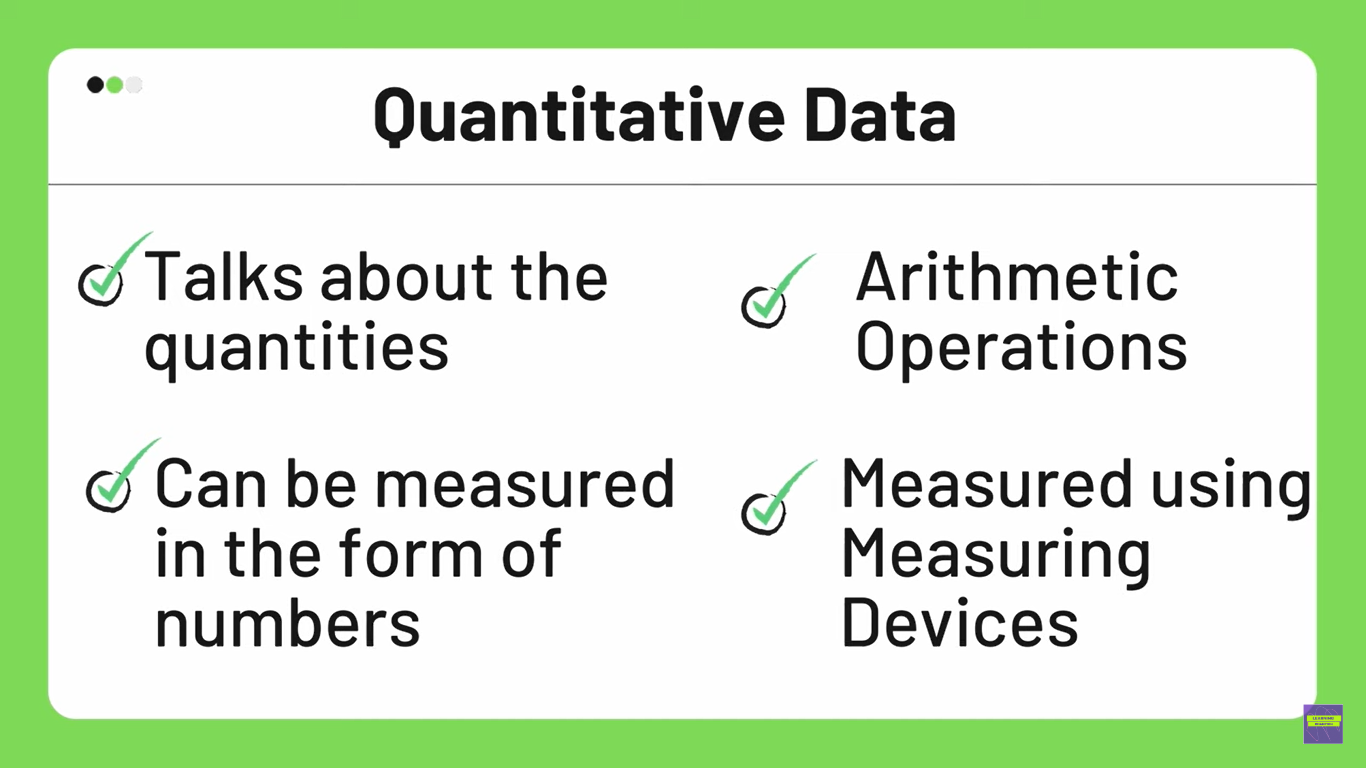 Quantitative Data
Talks about the
quantities
Can be measured
in the form of
numbers
Arithmetic
Operations
Measured using
Measuring
Devices